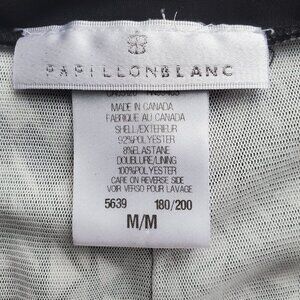 PAPILLONBLANC
MADE IN CANADA
FABRIQUE AU CANADA
SHELL/EXTERIEUR
92%POLYESTER
8%ELASTANE
DOUBLURE/LINING
100%POLYESTER
CARE ON REVERSE SIDE
VOIR VERSO POUR LAVAGE
5639 180/200
M/M